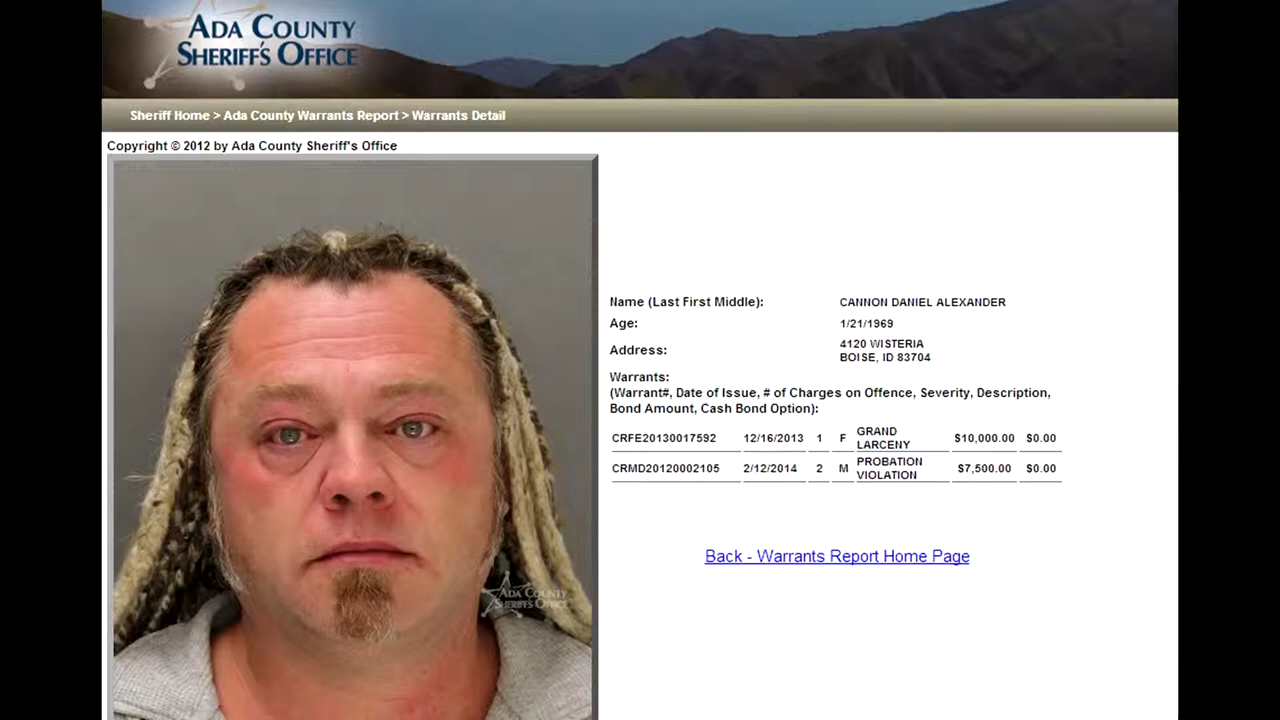 ADA COUNTY
SHERIFF'S OFFICE
Sheriff Home > Ada County Warrants Report > Warrants Detail
Copyright © 2012 by Ada County Sheriff's Office
Name (Last First Middle): CANNON DANIEL ALEXANDER
Age: 1/21/1969
Address: 4120 WISTERIA
BOISE, ID 83704
Warrants:
(Warrant#, Date of Issue, # of Charges on Offence, Severity, Description,
Bond Amount, Cash Bond Option):
CRFE20130017592 12/16/2013 1 F GRAND LARCENY $10,000.00 $0.00
CRMD20120002105 2/12/2014 2 M PROBATION VIOLATION $7,500.00 $0.00
Back - Warrants Report Home Page
ADA COUNTY
SHERIFF'S OFFICE